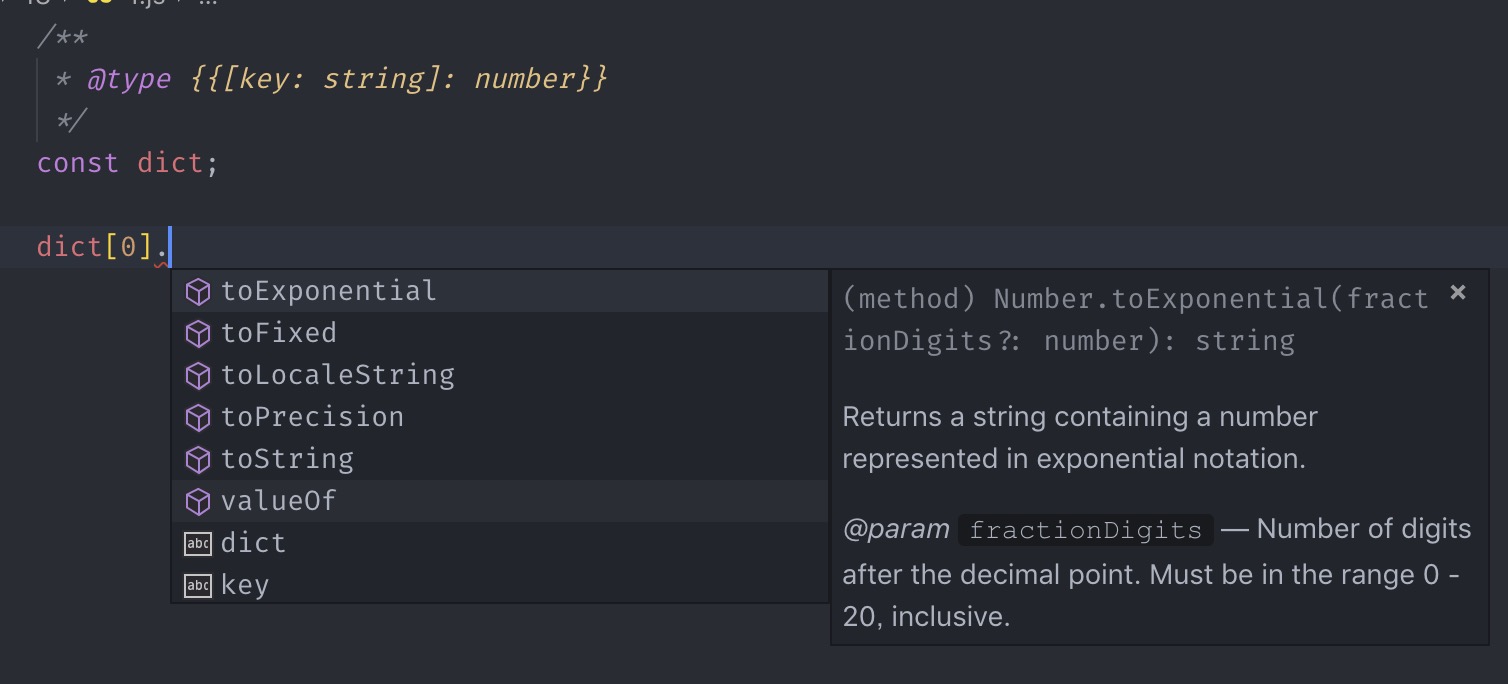 /**
* @type {{[key: string]: number}}
*/
const dict;
dict[0].
toExponential
toFixed
toLocaleString
toPrecision
toString
valueOf
abc dict
abc key
(method) Number.toExponential(fract
ionDigits?: number): string
×
Returns a string containing a number
represented in exponential notation.
@param fractionDigits — Number of digits
after the decimal point. Must be in the range 0 -
20, inclusive.